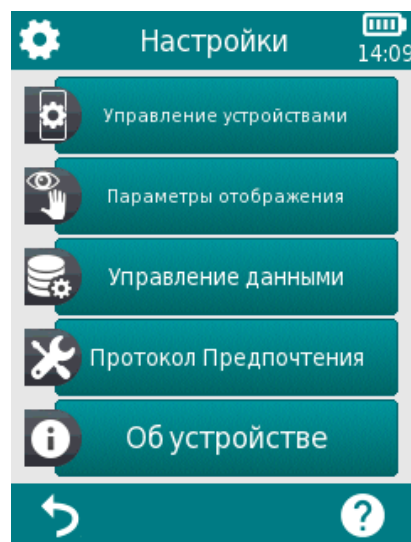 Настройки
14:09
Управление устройствами
Параметры отображения
Управление данными
Протокол Предпочтения
Об устройстве